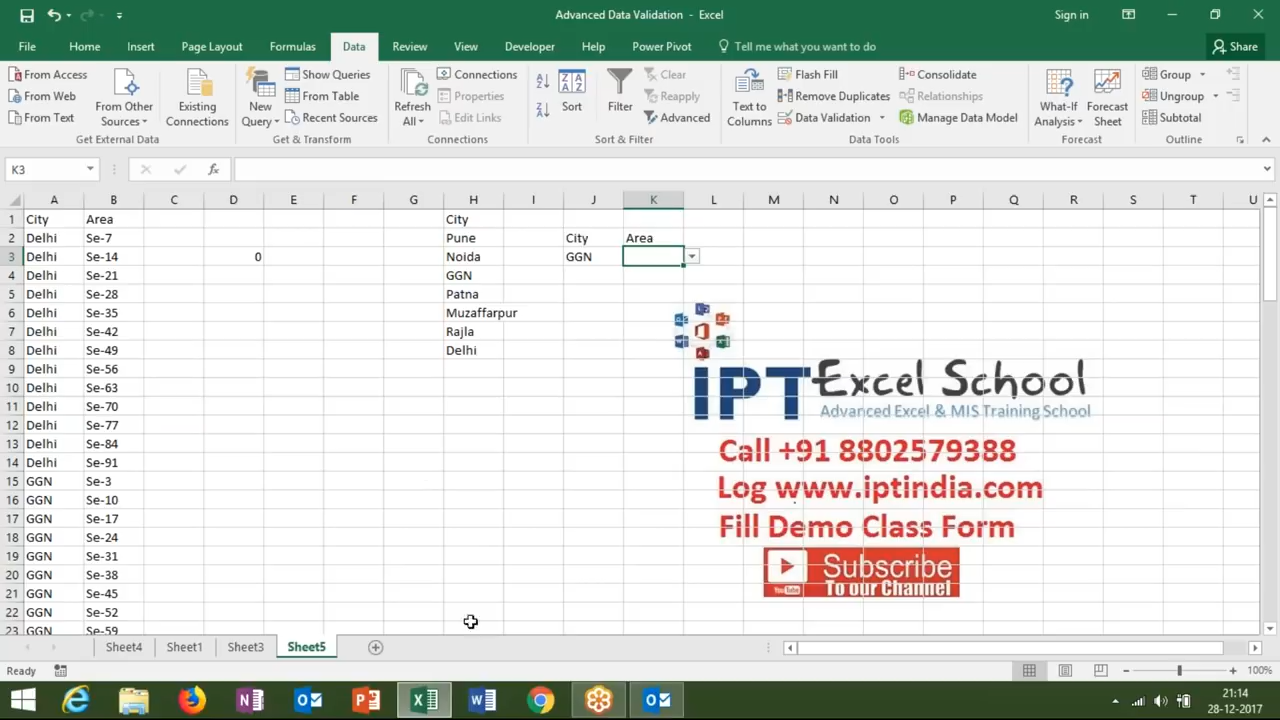 Advanced Data Validation - Excel
Sign in
File Home Insert Page Layout Formulas Data Review View Developer Help Power Pivot Tell me what you want to do Share
From Access
From Web
From Text
From Other Sources
Existing Connections
Get External Data
New Query
Show Queries
From Table
Recent Sources
Get & Transform
Refresh All
Connections
Properties
Edit Links
Connections
Sort
Filter
Clear
Reapply
Advanced
Sort & Filter
Text to Columns
Flash Fill
Remove Duplicates
Data Validation
Consolidate
Relationships
Manage Data Model
Data Tools
What-If Analysis
Forecast Sheet
Forecast
Group
Ungroup
Subtotal
Outline
K3 fx
A B C D E F G H I J K L M N O P Q R S T U
1 City Area City
2 Delhi Se-7 Pune City Area
3 Delhi Se-14 0 Noida GGN
4 Delhi Se-21 GGN
5 Delhi Se-28 Patna
6 Delhi Se-35 Muzaffarpur
7 Delhi Se-42 Rajla
8 Delhi Se-49 Delhi
9 Delhi Se-56
10 Delhi Se-63
11 Delhi Se-70
12 Delhi Se-77
13 Delhi Se-84
14 Delhi Se-91
15 GGN Se-3
16 GGN Se-10
17 GGN Se-17
18 GGN Se-24
19 GGN Se-31
20 GGN Se-38
21 GGN Se-45
22 GGN Se-52
23 GGN Se-59
IPT Excel School
Advanced Excel & MIS Training School
Call +91 8802579388
Log www.iptindia.com
Fill Demo Class Form
YouTube Subscribe
To our Channel
Sheet4 Sheet1 Sheet3 Sheet5
Ready 100%
21:14
28-12-2017